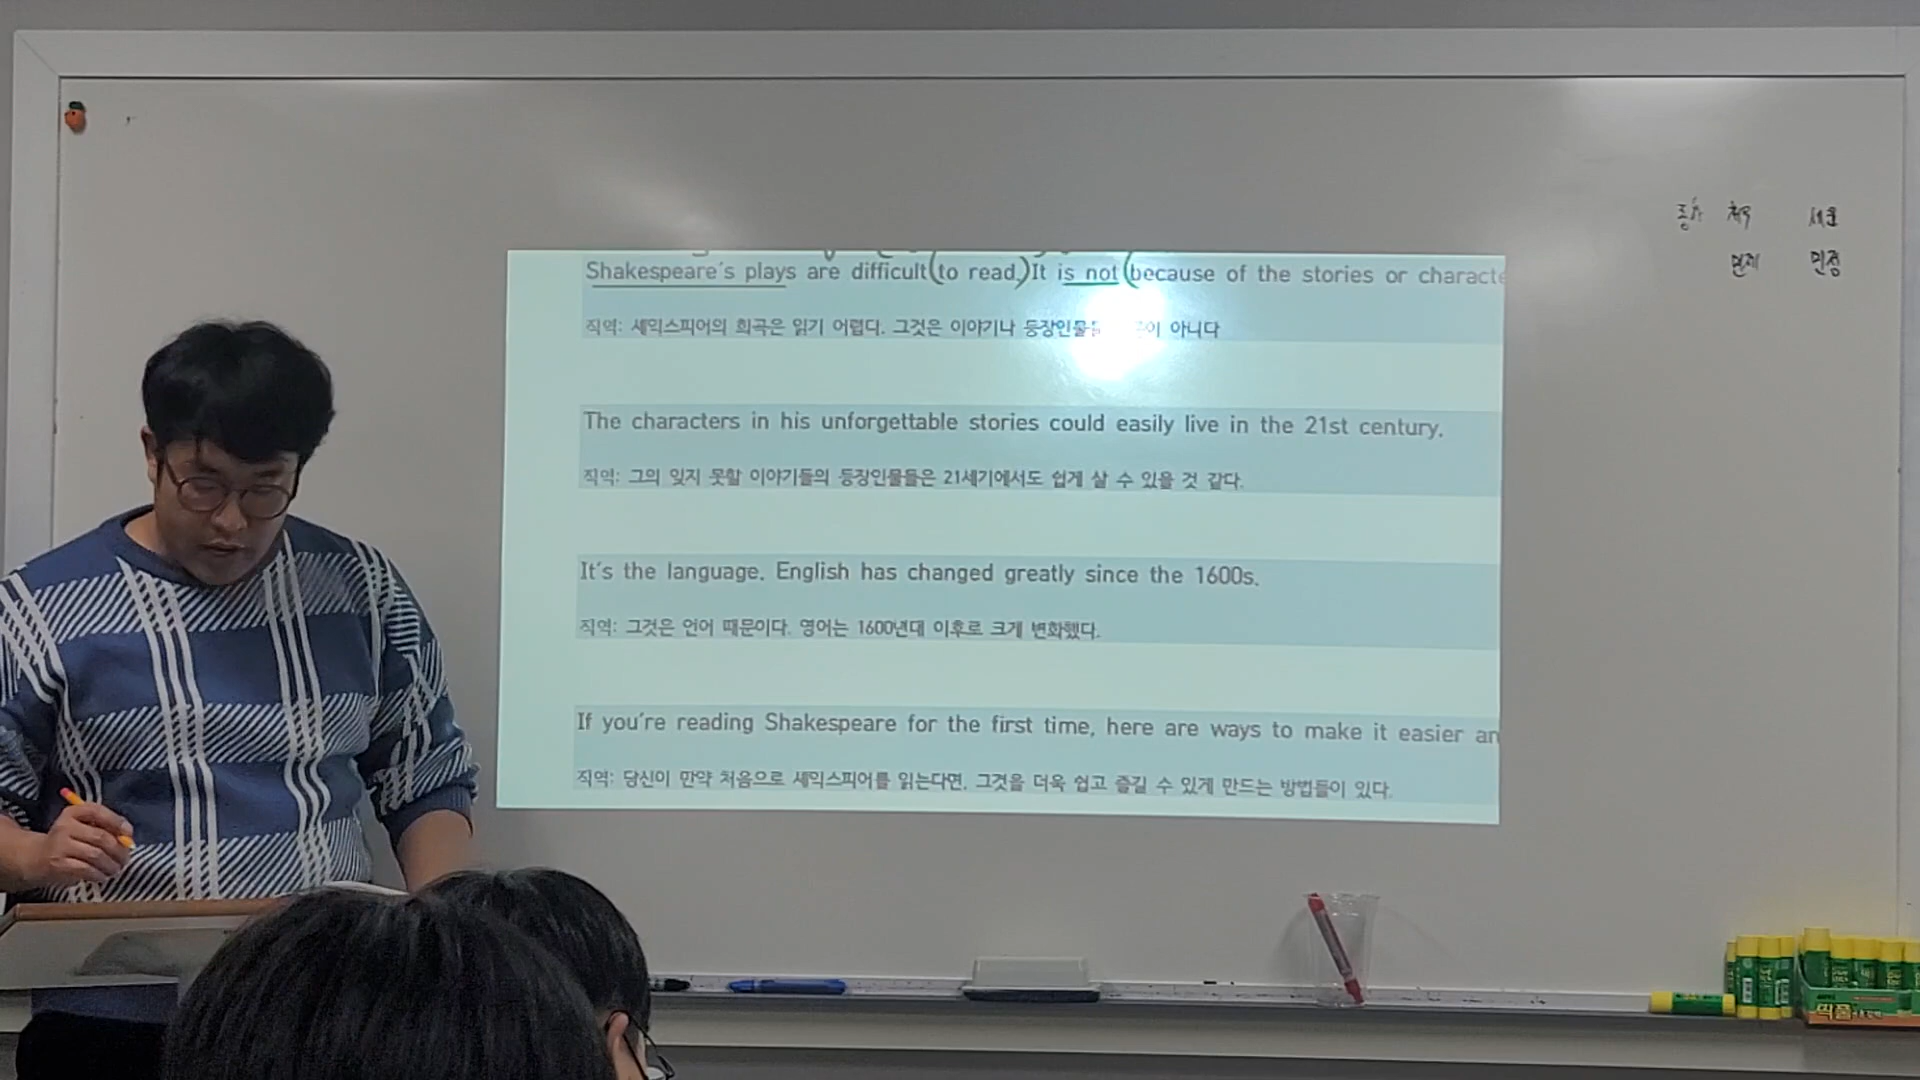 Shakespeare's plays are difficult (to read.) It is not (because of the stories or characte
직역: 셰익스피어의 희곡은 읽기 어렵다. 그것은 이야기나 아니다
The characters in his unforgettable stories could easily live in the 21st century.
직역: 그의 잊지 못할 이야기들의 등장인물들은 21세기에서도 쉽게 살 수 있을 것 같다.
It's the language. English has changed greatly since the 1600s.
직역: 그것은 언어 때문이다. 영어는 1600년대 이후로 크게 변화했다.
If you're reading Shakespeare for the first time, here are ways to make it easier an
직역: 당신이 만약 처음으로 셰익스피어를 읽는다면, 그것을 더욱 쉽고 즐길 수 있게 만드는 방법들이 있다.
민정
딱풀